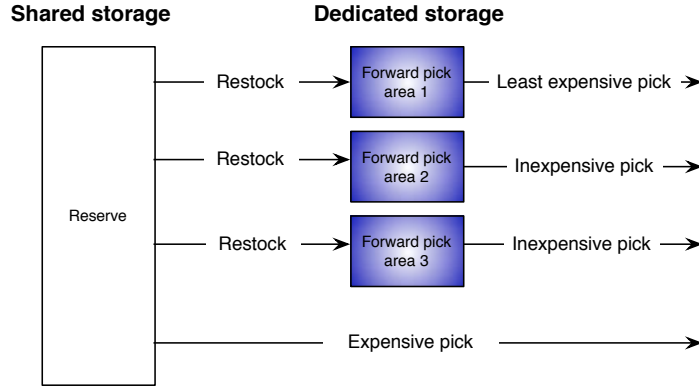 Shared storage
Dedicated storage
Restock
Forward pick
area 1
Least expensive pick
Restock
Forward pick
area 2
Inexpensive pick
Reserve
Restock
Forward pick
area 3
Inexpensive pick
Expensive pick